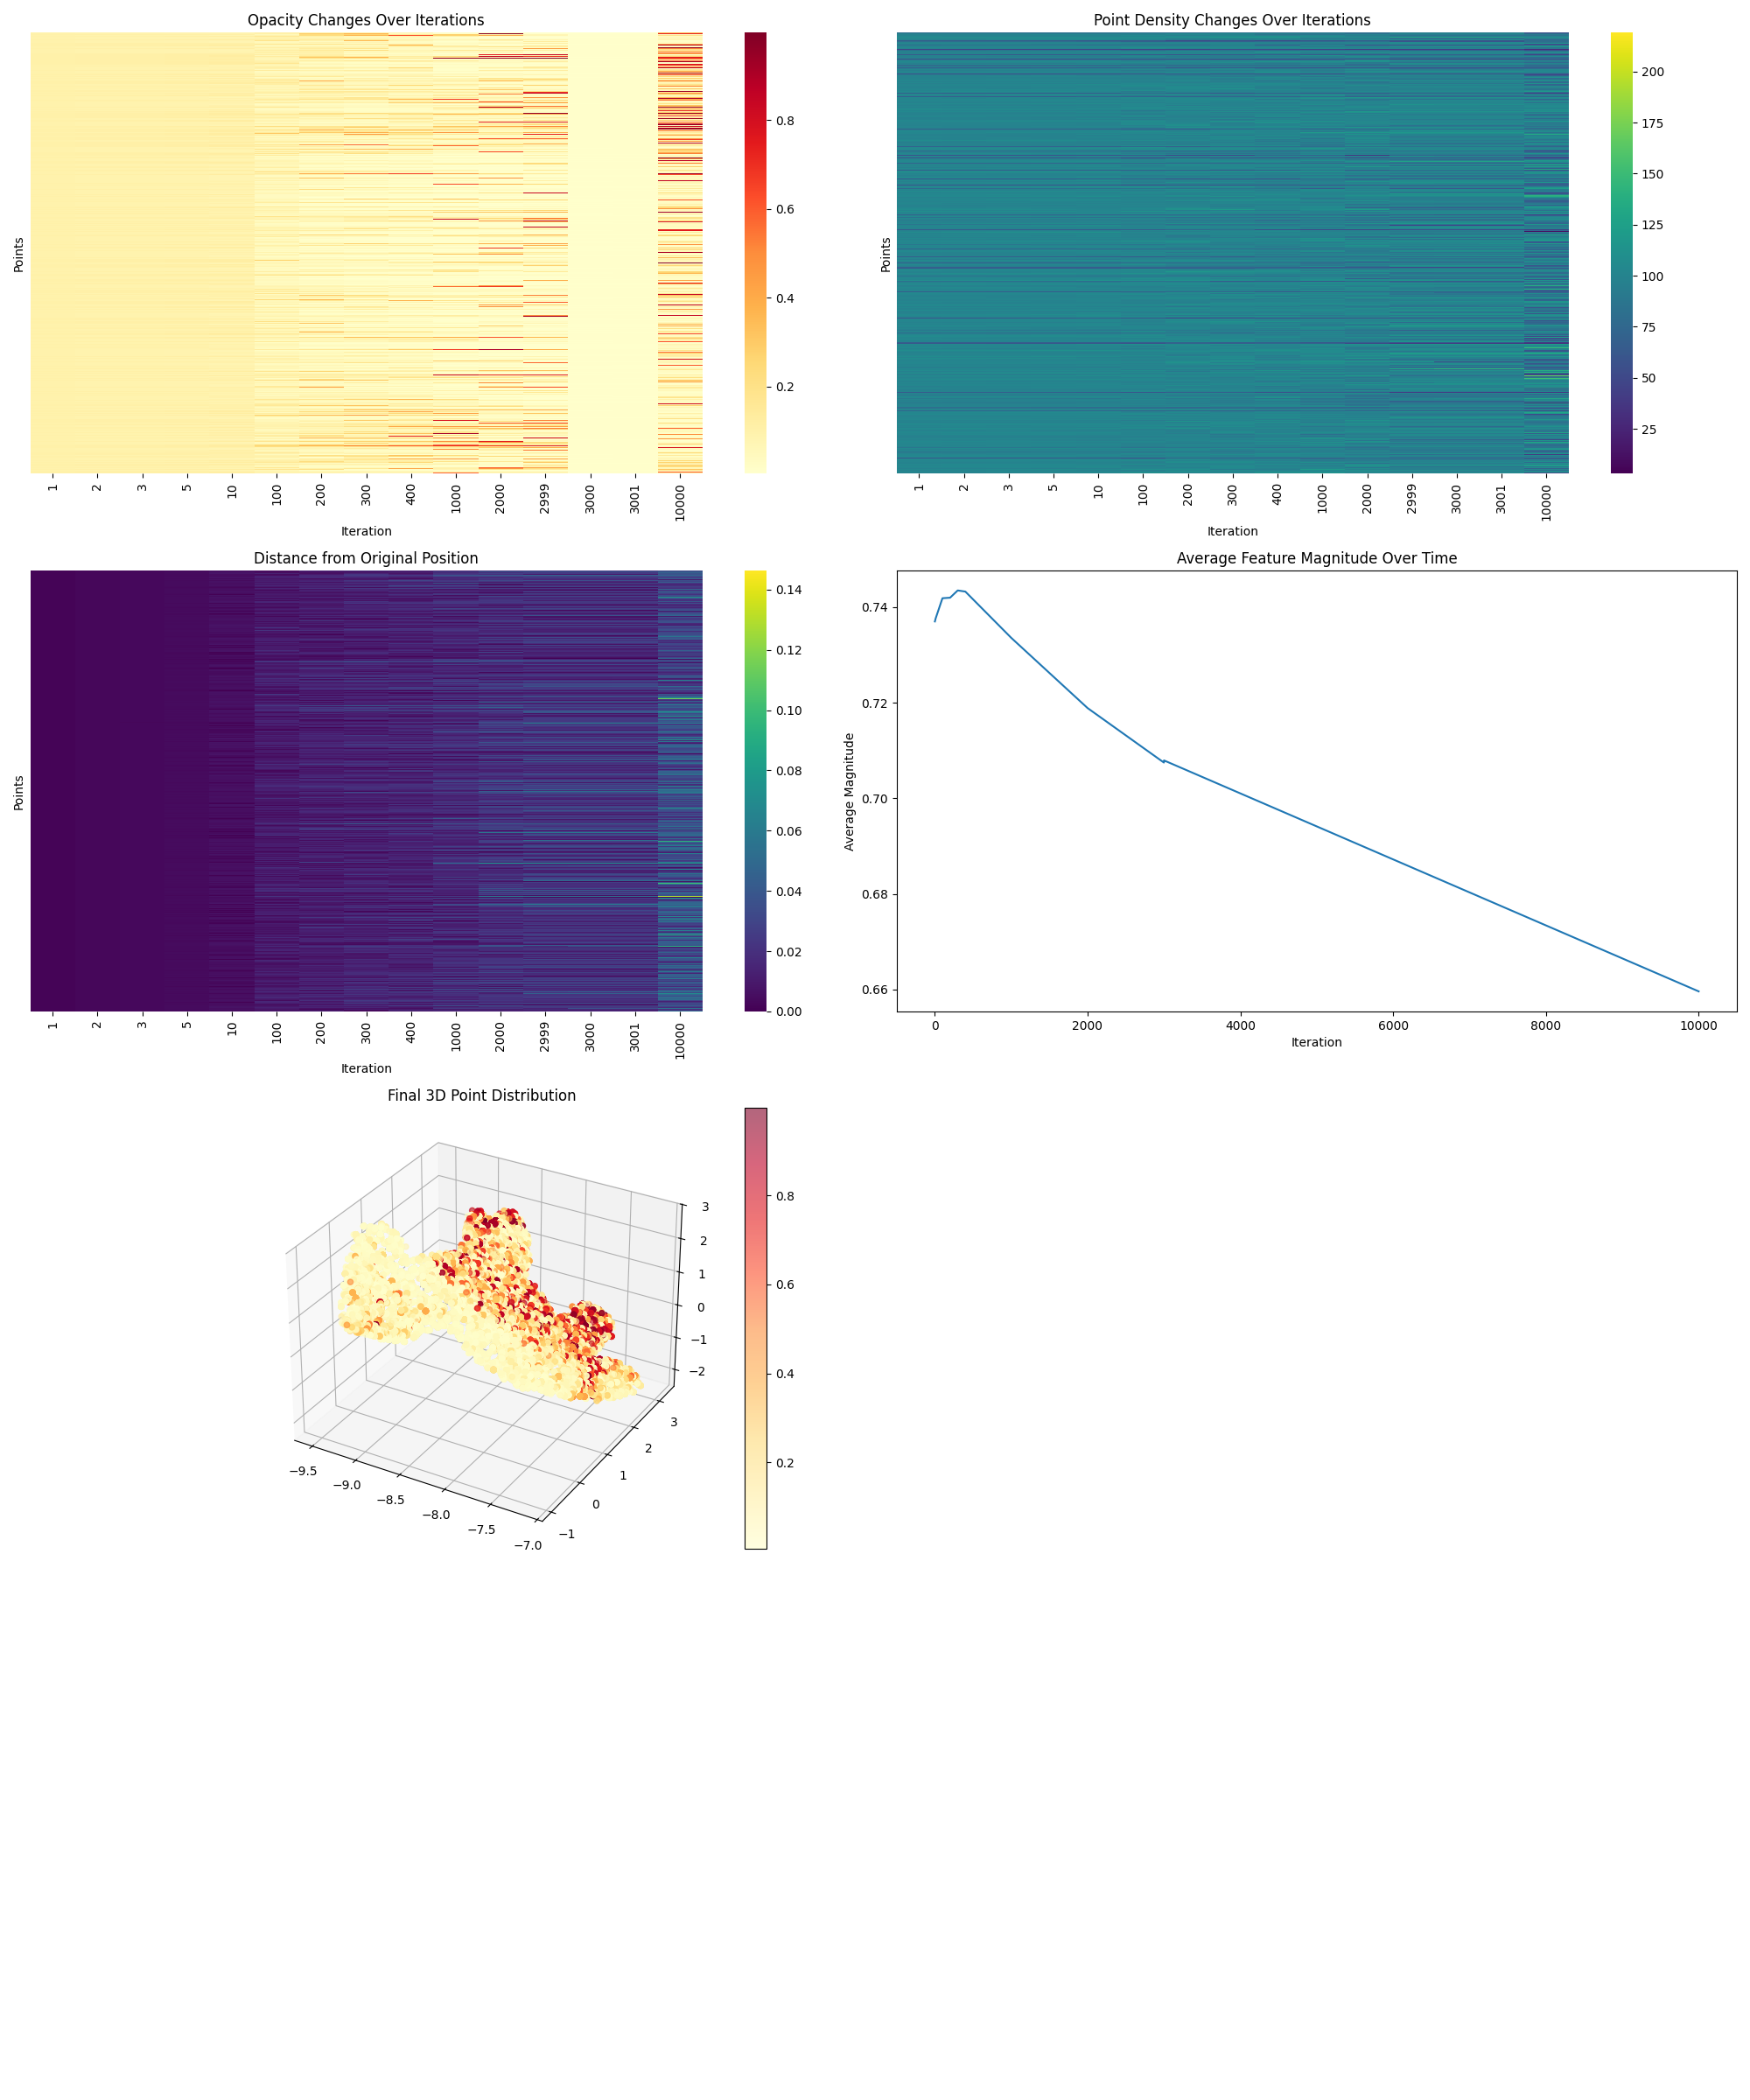 Opacity Changes Over Iterations
0.8
0.6
0.4
0.2
Points
1 2 3 5 10 100 200 300 400 1000 2000 2999 3000 3001 10000
Iteration
Point Density Changes Over Iterations
200
175
150
125
100
75
50
25
Points
1 2 3 5 10 100 200 300 400 1000 2000 2999 3000 3001 10000
Iteration
Distance from Original Position
0.14
0.12
0.10
0.08
0.06
0.04
0.02
0.00
Points
1 2 3 5 10 100 200 300 400 1000 2000 2999 3000 3001 10000
Iteration
Average Feature Magnitude Over Time
0.74
0.72
0.70
0.68
0.66
Average Magnitude
0 2000 4000 6000 8000 10000
Iteration
Final 3D Point Distribution
3
2
1
0
−1
−2
−9.5 −9.0 −8.5 −8.0 −7.5 −7.0
−1 0 1 2 3
0.8
0.6
0.4
0.2